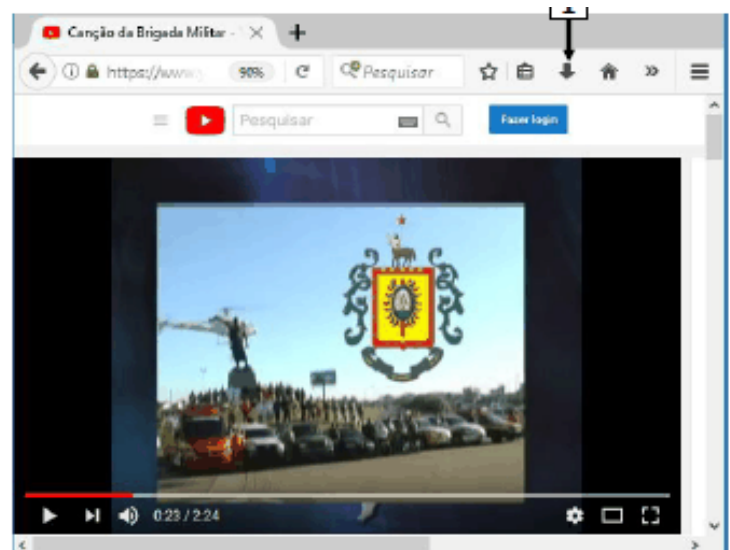 1
Canção da Brigada Militar -
https://www.
90%
Pesquisar
Pesquisar
Fazer login
0:23 / 2:24